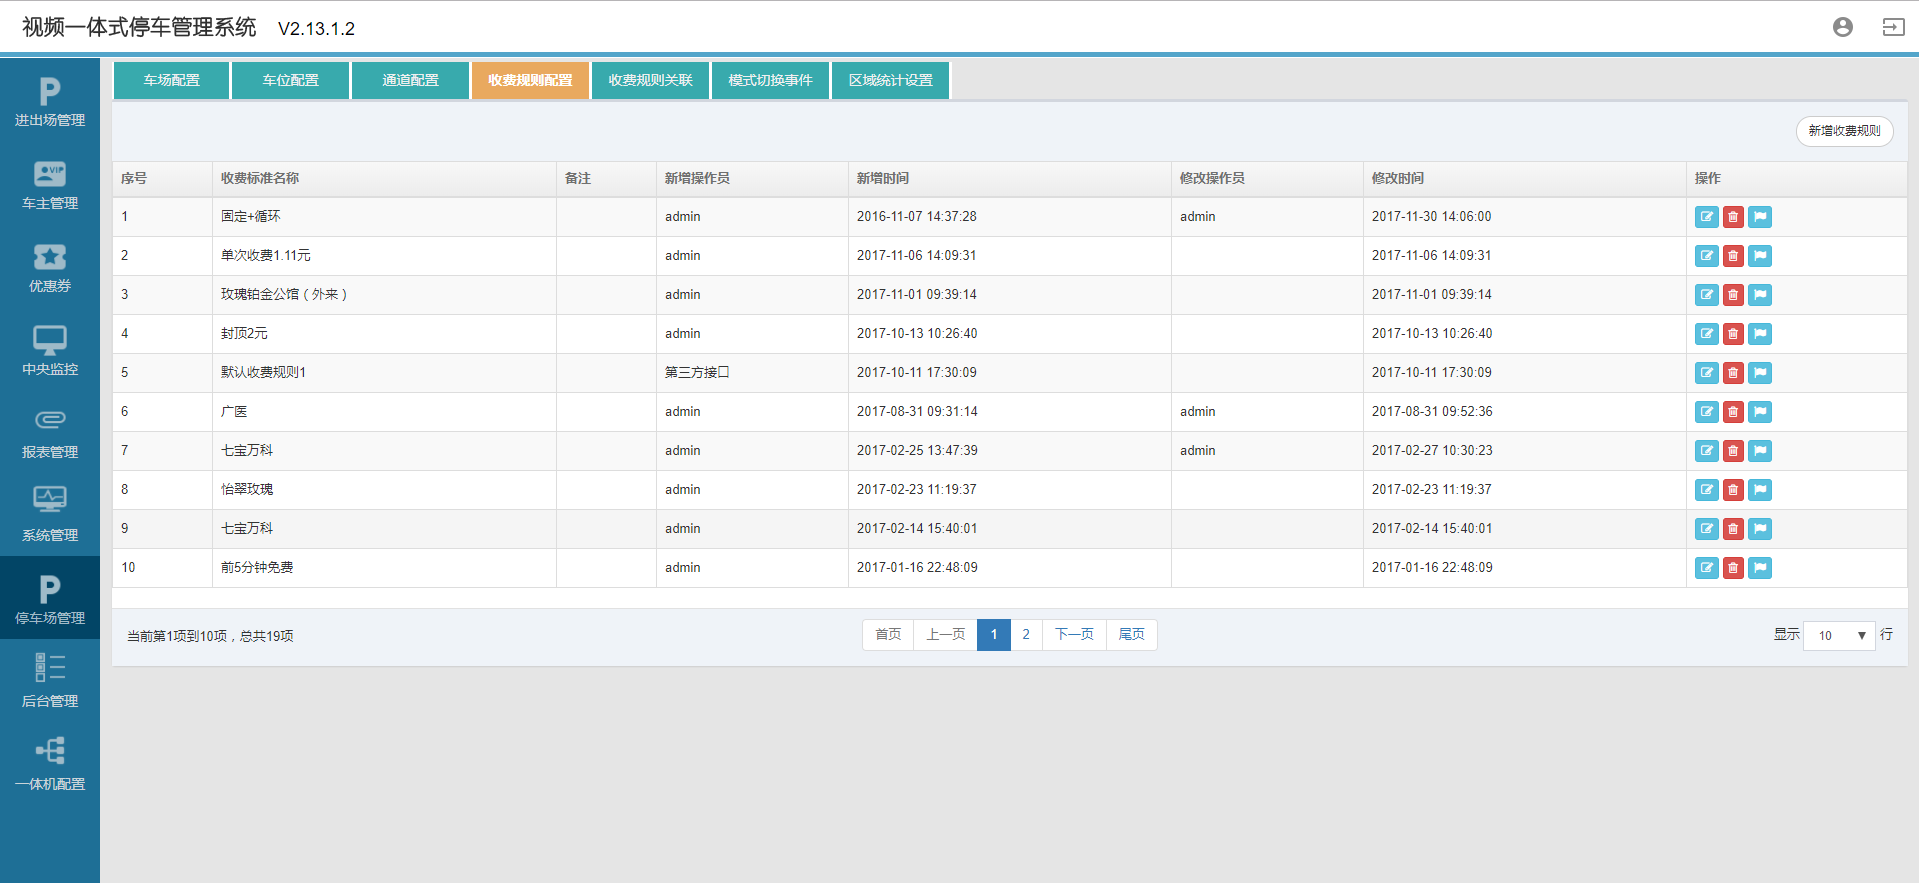 视频一体式停车管理系统 V2.13.1.2
进出场管理
VIP
车主管理
优惠券
中央监控
报表管理
系统管理
停车场管理
后台管理
一体机配置
车场配置 车位配置 通道配置 收费规则配置 收费规则关联 模式切换事件 区域统计设置
新增收费规则
序号 收费标准名称 备注 新增操作员 新增时间 修改操作员 修改时间 操作
1 固定+循环 admin 2016-11-07 14:37:28 admin 2017-11-30 14:06:00
2 单次收费1.11元 admin 2017-11-06 14:09:31 2017-11-06 14:09:31
3 玫瑰铂金公馆（外来） admin 2017-11-01 09:39:14 2017-11-01 09:39:14
4 封顶2元 admin 2017-10-13 10:26:40 2017-10-13 10:26:40
5 默认收费规则1 第三方接口 2017-10-11 17:30:09 2017-10-11 17:30:09
6 广医 admin 2017-08-31 09:31:14 admin 2017-08-31 09:52:36
7 七宝万科 admin 2017-02-25 13:47:39 admin 2017-02-27 10:30:23
8 怡翠玫瑰 admin 2017-02-23 11:19:37 2017-02-23 11:19:37
9 七宝万科 admin 2017-02-14 15:40:01 2017-02-14 15:40:01
10 前5分钟免费 admin 2017-01-16 22:48:09 2017-01-16 22:48:09
当前第1项到10项，总共19项 首页 上一页 1 2 下一页 尾页 显示 10 行